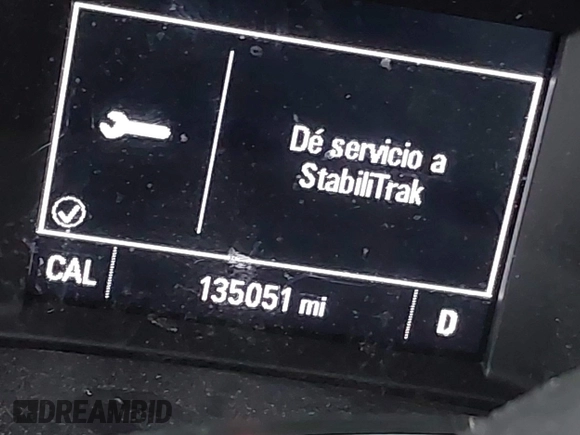 Dé servicio a
StabiliTrak
CAL 135051 mi D
DREAMBID